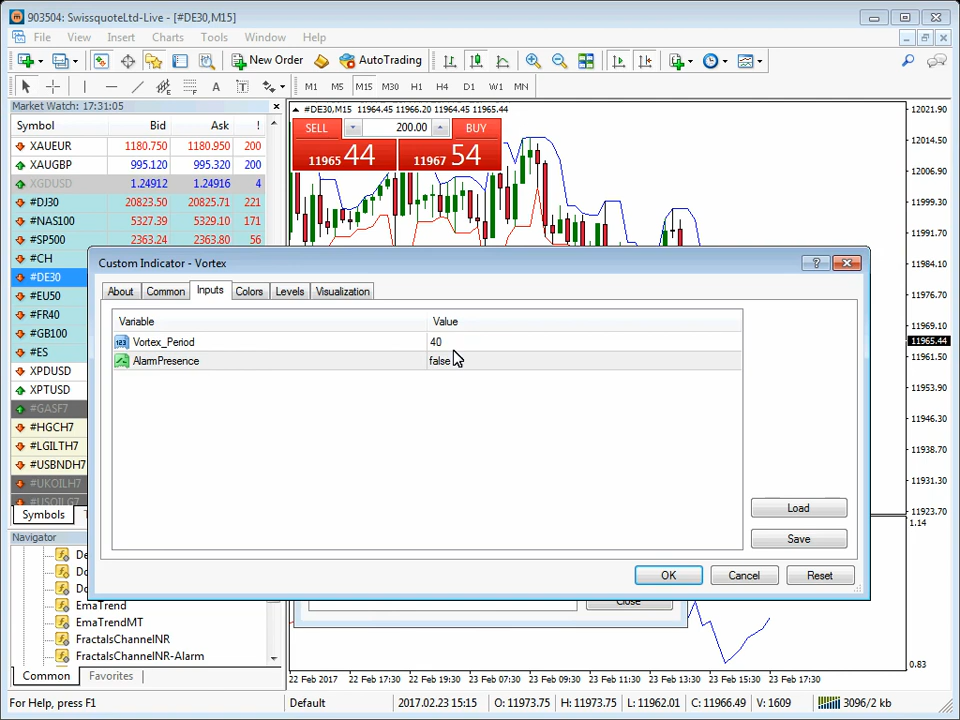 903504: SwissquoteLtd-Live - [#DE30,M15]
File View Insert Charts Tools Window Help
New Order AutoTrading
A T M1 M5 M15 M30 H1 H4 D1 W1 MN
Market Watch: 17:31:05
Symbol Bid Ask !
XAUEUR 1180.750 1180.950 200
XAUGBP 995.120 995.320 200
XGDUSD 1.24912 1.24916 4
#DJ30 20823.50 20825.71 221
#NAS100 5327.39 5329.10 171
#SP500 2363.24 2363.80 56
#CH
#DE30
#EU50
#FR40
#GB100
#ES
XPDUSD
XPTUSD
#GASF7
#HGCH7
#LGILTH7
#USBNDH7
#UKOILH7
#USOILG7
Symbols
Navigator
EmaTrend
EmaTrendMT
FractalsChannelNR
FractalsChannelNR-Alarm
Common Favorites
#DE30,M15 11964.45 11966.20 11964.45 11965.44
SELL 200.00 BUY
11965 44 11967 54
12021.90
12014.50
12006.90
11999.30
11991.70
11984.10
11976.70
11969.10
11965.44
11961.50
11953.90
11946.30
11938.70
11931.30
11923.70
1.14
0.83
Custom Indicator - Vortex
About Common Inputs Colors Levels Visualization
Variable Value
Vortex_Period 40
AlarmPresence false
Load
Save
OK Cancel Reset
Close
22 Feb 2017 22 Feb 17:30 22 Feb 19:30 23 Feb 07:30 23 Feb 09:30 23 Feb 11:30 23 Feb 13:30 23 Feb 15:30 23 Feb 17:30
For Help, press F1 Default 2017.02.23 15:15 O: 11973.75 H: 11973.75 L: 11962.01 C: 11966.49 V: 1609 3096/2 kb